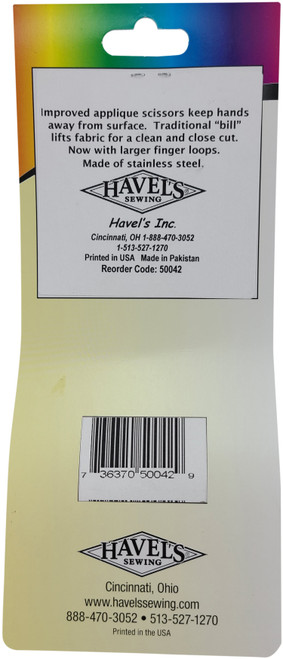 Improved applique scissors keep hands
away from surface. Traditional "bill"
lifts fabric for a clean and close cut.
Now with larger finger loops.
Made of stainless steel.
HAVEL'S
SEWING
Havel's Inc.
Cincinnati, OH 1-888-470-3052
1-513-527-1270
Printed in USA Made in Pakistan
Reorder Code: 50042
7 36370 50042 9
HAVEL'S
SEWING
Cincinnati, Ohio
www.havelssewing.com
888-470-3052 • 513-527-1270
Printed in the USA